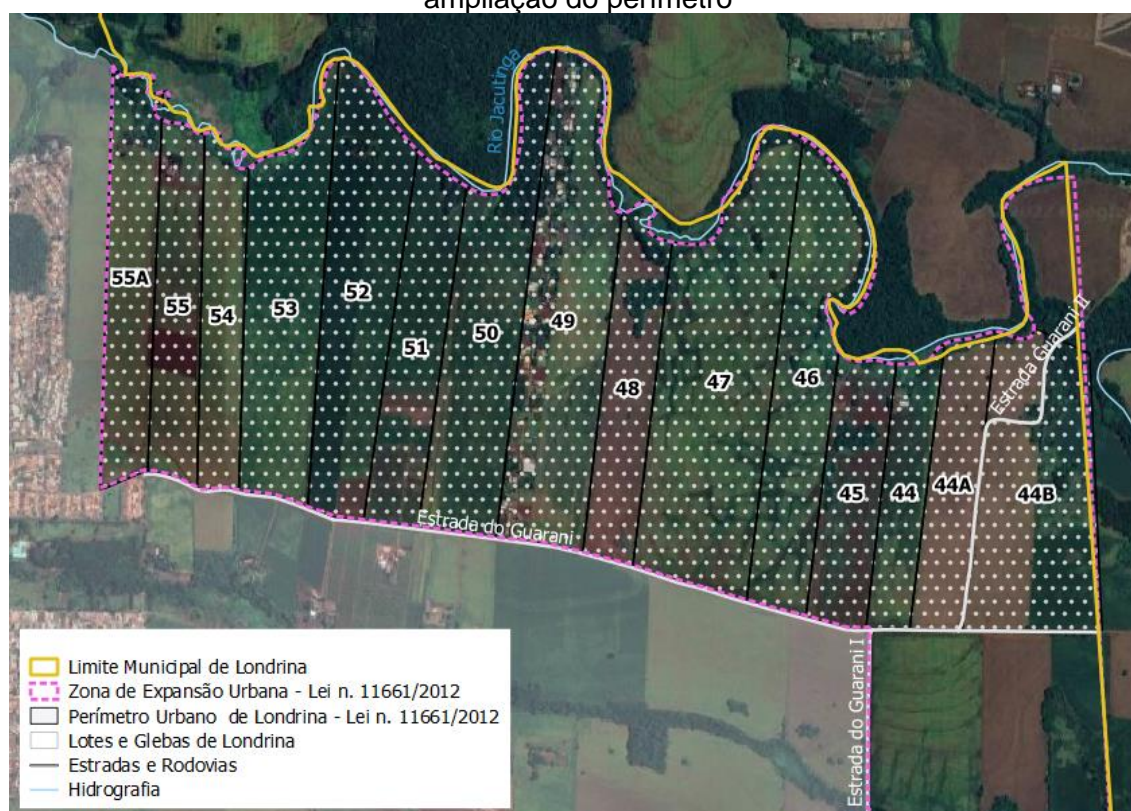 ampliação do perímetro
Rio Jacutinga
55A
55
54
53
52
51
50
49
48
47
46
45
44
44A
44B
Estrada Guarani II
Estrada do Guarani
Estrada do Guarani I
Limite Municipal de Londrina
Zona de Expansão Urbana - Lei n. 11661/2012
Perímetro Urbano de Londrina - Lei n. 11661/2012
Lotes e Glebas de Londrina
Estradas e Rodovias
Hidrografia